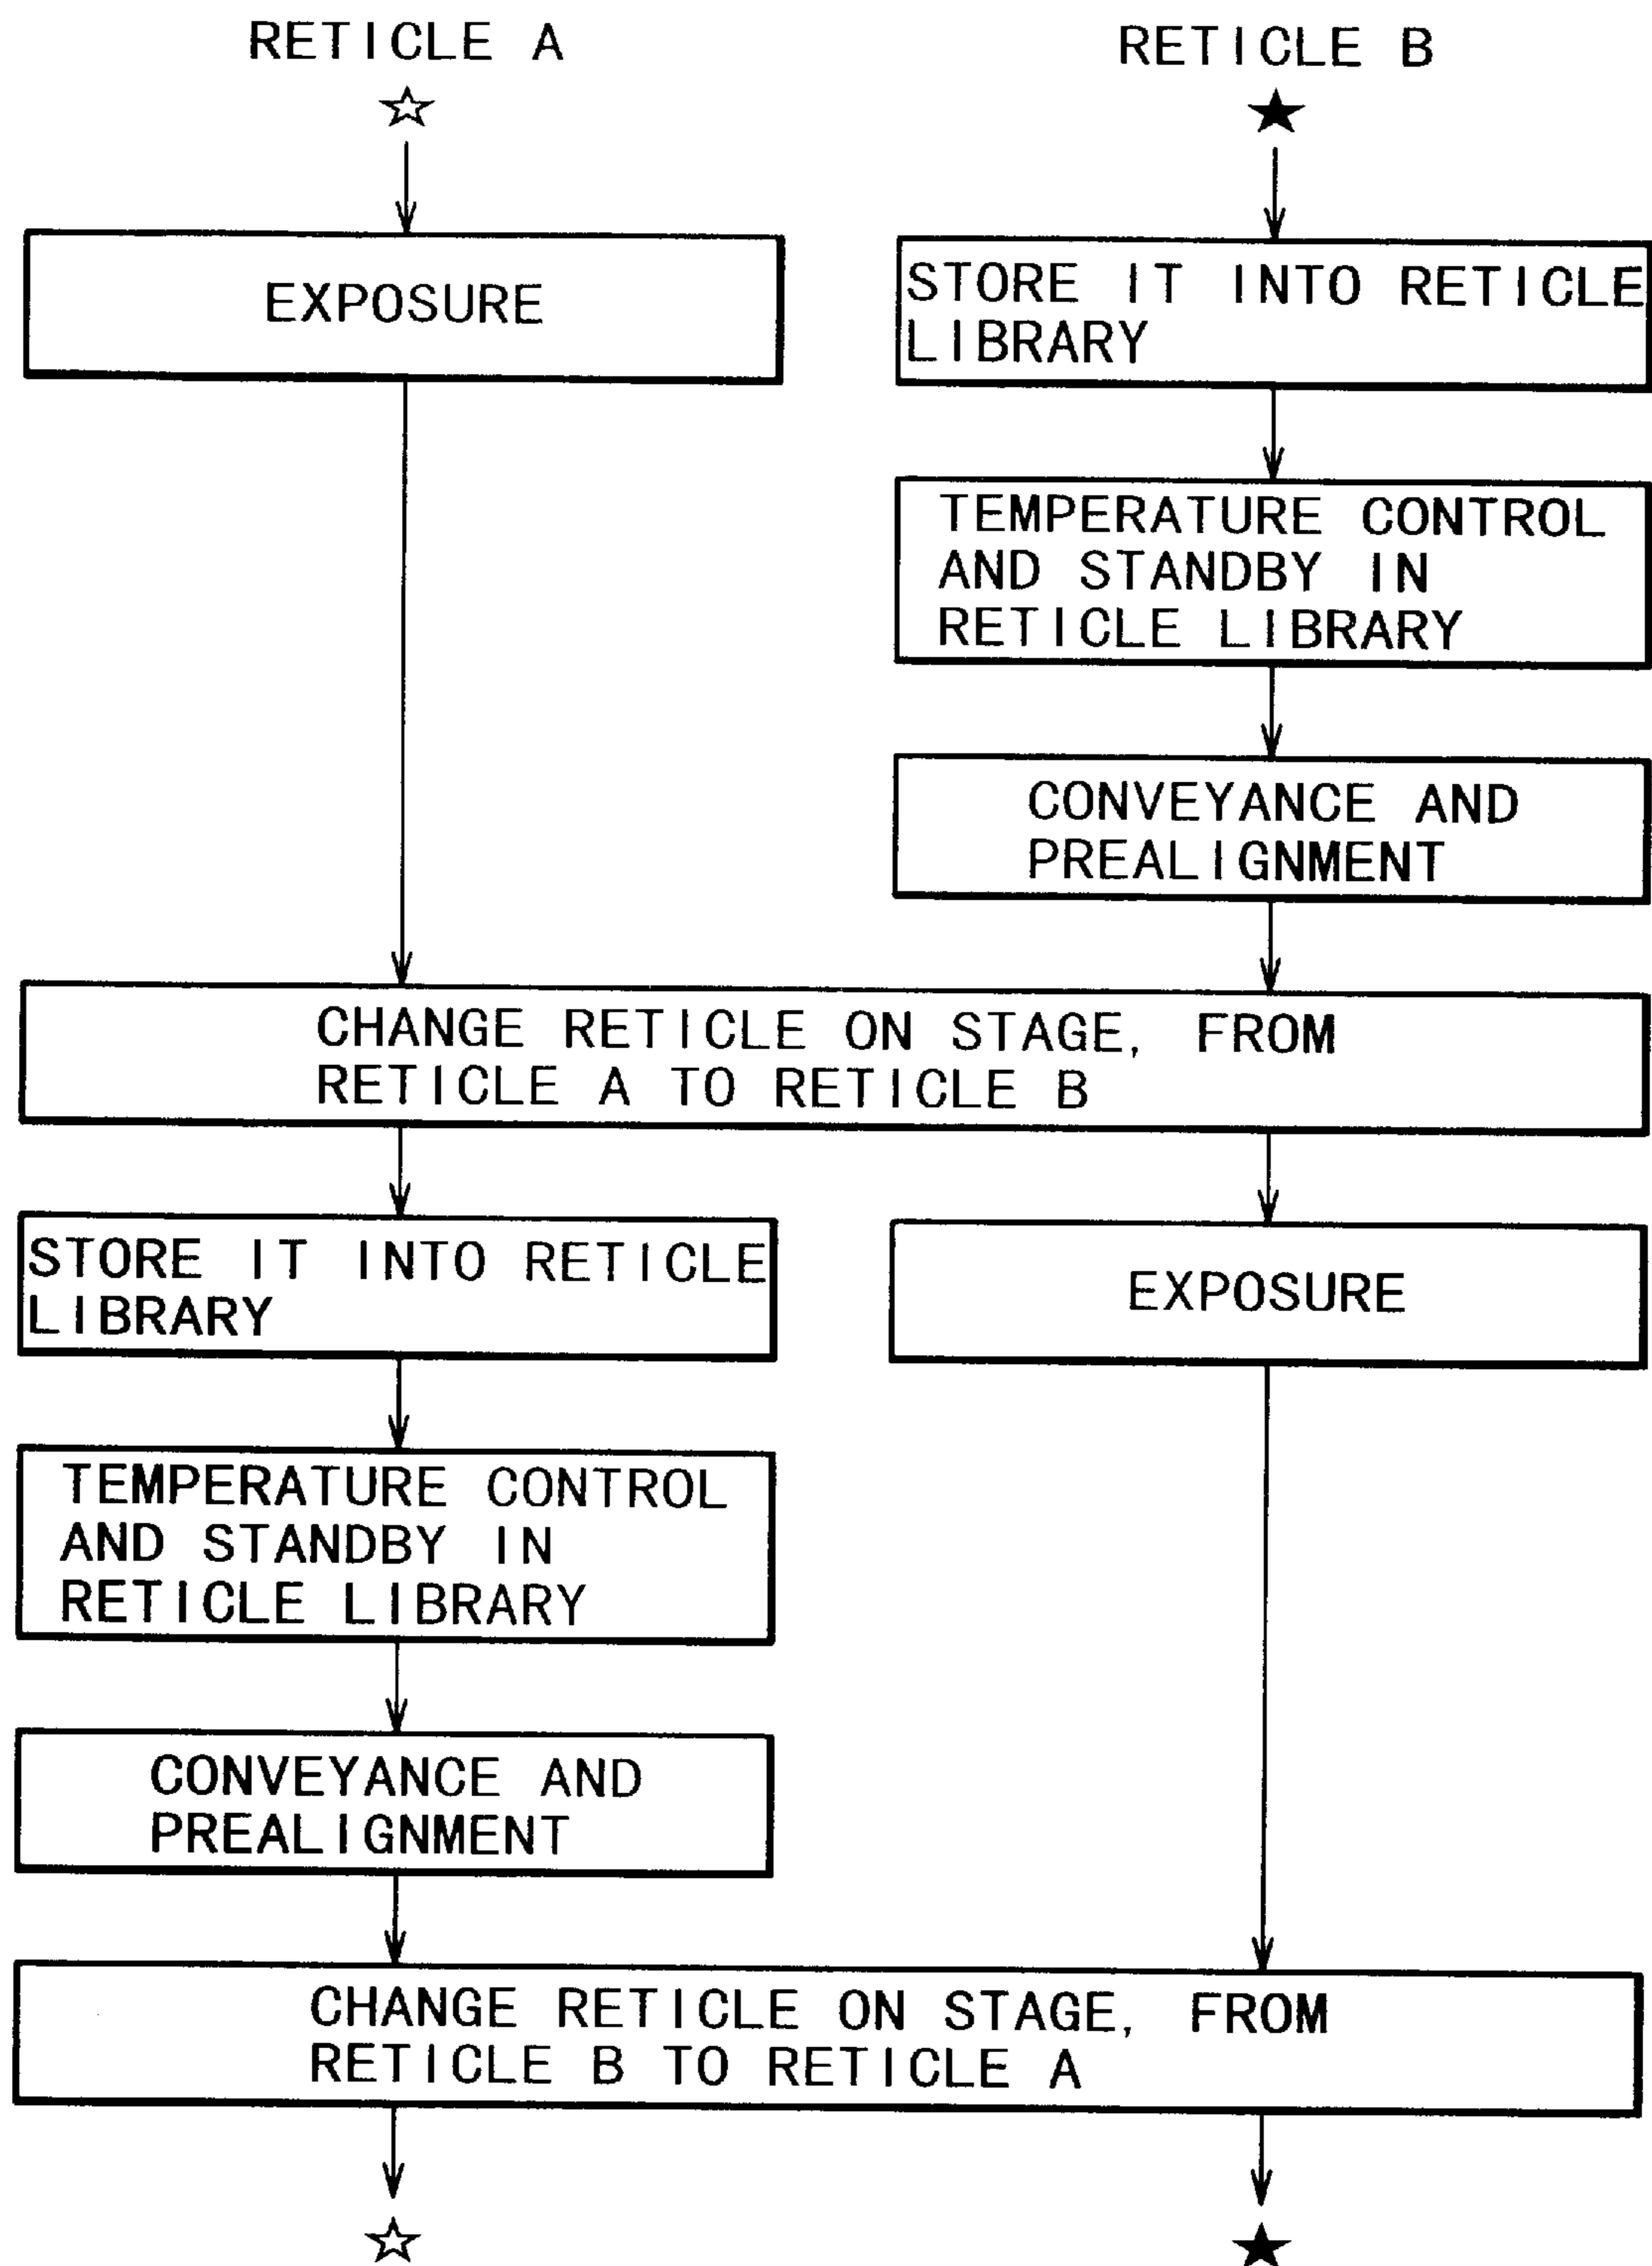 RETICLE A
RETICLE B
☆
★
EXPOSURE
STORE IT INTO RETICLE
LIBRARY
TEMPERATURE CONTROL
AND STANDBY IN
RETICLE LIBRARY
CONVEYANCE AND
PREALIGNMENT
CHANGE RETICLE ON STAGE, FROM
RETICLE A TO RETICLE B
STORE IT INTO RETICLE
LIBRARY
EXPOSURE
TEMPERATURE CONTROL
AND STANDBY IN
RETICLE LIBRARY
CONVEYANCE AND
PREALIGNMENT
CHANGE RETICLE ON STAGE, FROM
RETICLE B TO RETICLE A
☆
★